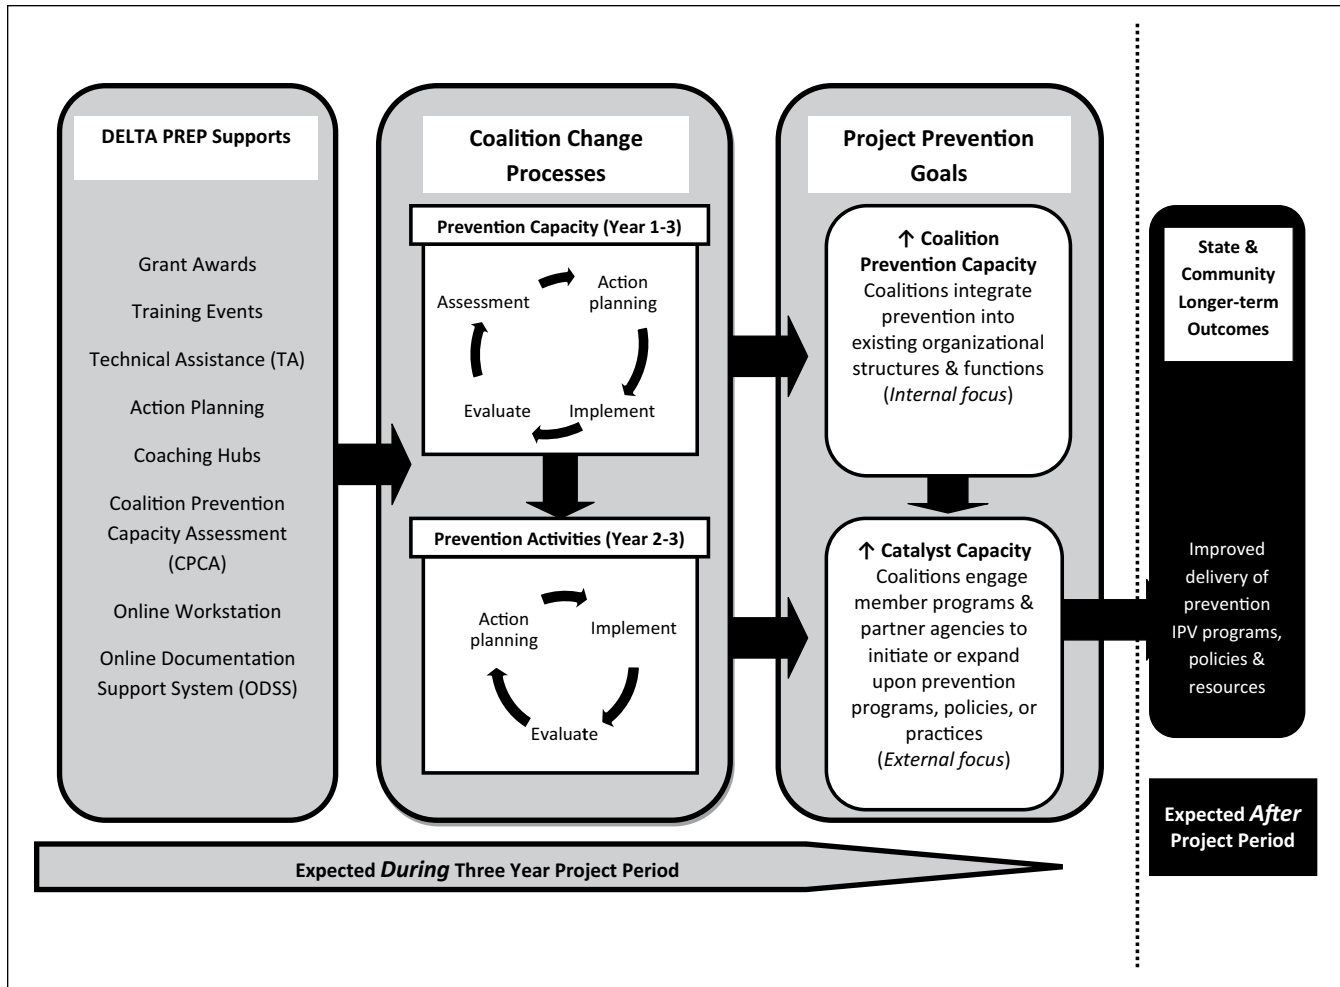 DELTA PREP Supports
Grant Awards
Training Events
Technical Assistance (TA)
Action Planning
Coaching Hubs
Coalition Prevention
Capacity Assessment
(CPCA)
Online Workstation
Online Documentation
Support System (ODSS)
Coalition Change
Processes
Prevention Capacity (Year 1-3)
Assessment
Action
planning
Evaluate
Implement
Prevention Activities (Year 2-3)
Action
planning
Implement
Evaluate
Project Prevention
Goals
↑ Coalition
Prevention Capacity
Coalitions integrate
prevention into
existing organizational
structures & functions
(Internal focus)
↑ Catalyst Capacity
Coalitions engage
member programs &
partner agencies to
initiate or expand
upon prevention
programs, policies, or
practices
(External focus)
State &
Community
Longer-term
Outcomes
Improved
delivery of
prevention
IPV programs,
policies &
resources
Expected After
Project Period
Expected During Three Year Project Period